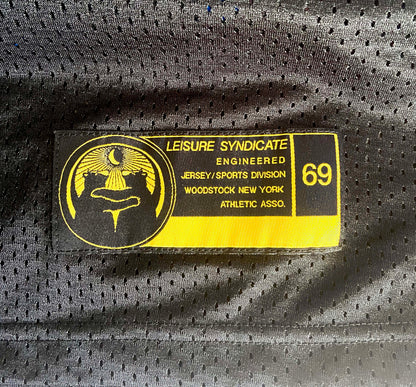 LEISURE SYNDICATE
ENGINEERED
JERSEY/SPORTS DIVISION
WOODSTOCK NEW YORK
ATHLETIC ASSO.
69